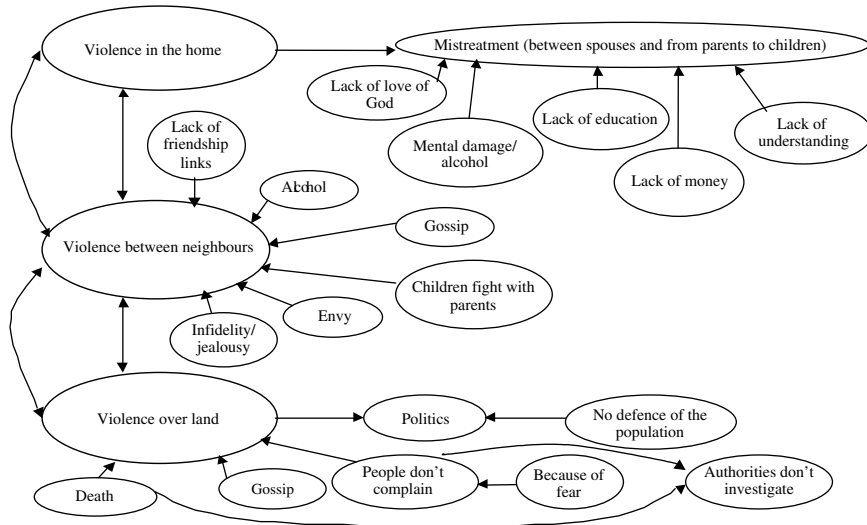 Violence in the home
Mistreatment (between spouses and from parents to children)
Lack of love of
God
Lack of education
Lack of
understanding
Mental damage/
alcohol
Lack of money
Lack of
friendship
links
Alcohol
Violence between neighbours
Gossip
Children fight with
parents
Envy
Infidelity/
jealousy
Violence over land
Politics
No defence of the
population
People don't
complain
Because of
fear
Authorities don't
investigate
Death
Gossip